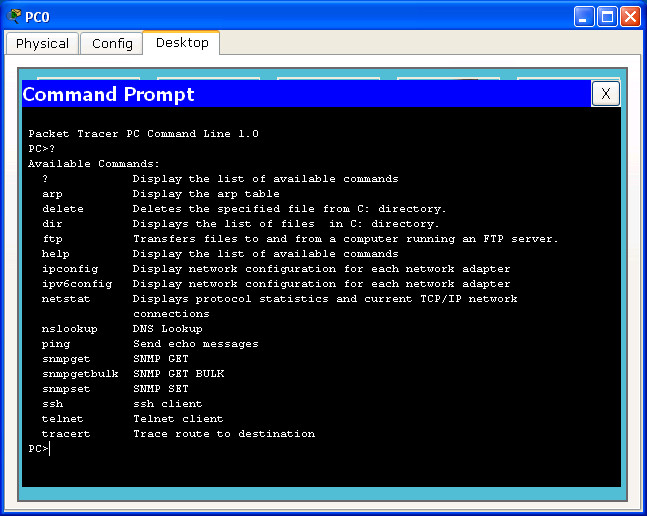 PC0
Physical Config Desktop
Command Prompt X
Packet Tracer PC Command Line 1.0
PC>?
Available Commands:
? Display the list of available commands
arp Display the arp table
delete Deletes the specified file from C: directory.
dir Displays the list of files  in C: directory.
ftp Transfers files to and from a computer running an FTP server.
help Display the list of available commands
ipconfig Display network configuration for each network adapter
ipv6config Display network configuration for each network adapter
netstat Displays protocol statistics and current TCP/IP network
connections
nslookup DNS Lookup
ping Send echo messages
snmpget SNMP GET
snmpgetbulk SNMP GET BULK
snmpset SNMP SET
ssh ssh client
telnet Telnet client
tracert Trace route to destination
PC>